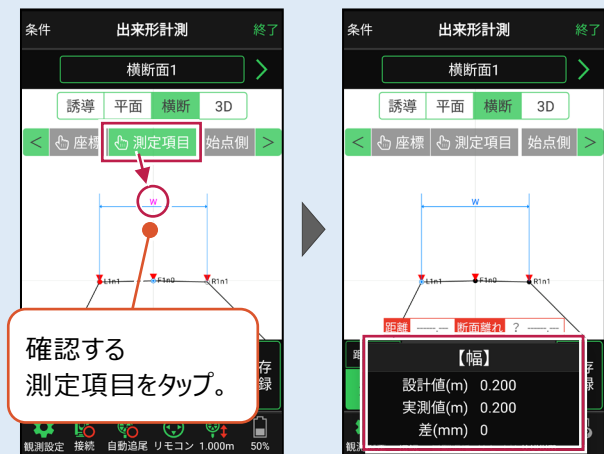 条件 出来形計測 終了
横断面1 >
誘導 平面 横断 3D
< 座標 測定項目 始点側 >
W
L1n1 F1n0 R1n1
確認する
測定項目をタップ。
存
録
観測設定 接続 自動追尾 リモコン 1.000m 50%
条件 出来形計測 終了
横断面1 >
誘導 平面 横断 3D
< 座標 測定項目 始点側 >
W
L1n1 F1n0 R1n1
距離 -----.--- 断面離れ ? -----.---
【幅】
設計値(m) 0.200
実測値(m) 0.200
差(mm) 0